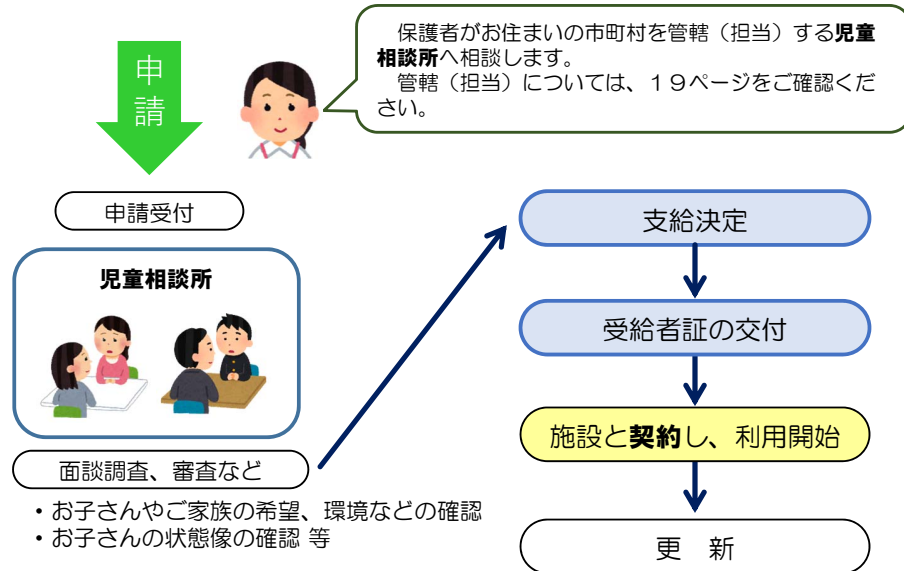 申請
保護者がお住まいの市町村を管轄（担当）する児童
相談所へ相談します。
管轄（担当）については、１９ページをご確認くだ
さい。
申請受付
児童相談所
面談調査、審査など
・お子さんやご家族の希望、環境などの確認
・お子さんの状態像の確認 等
支給決定
受給者証の交付
施設と契約し、利用開始
更　新